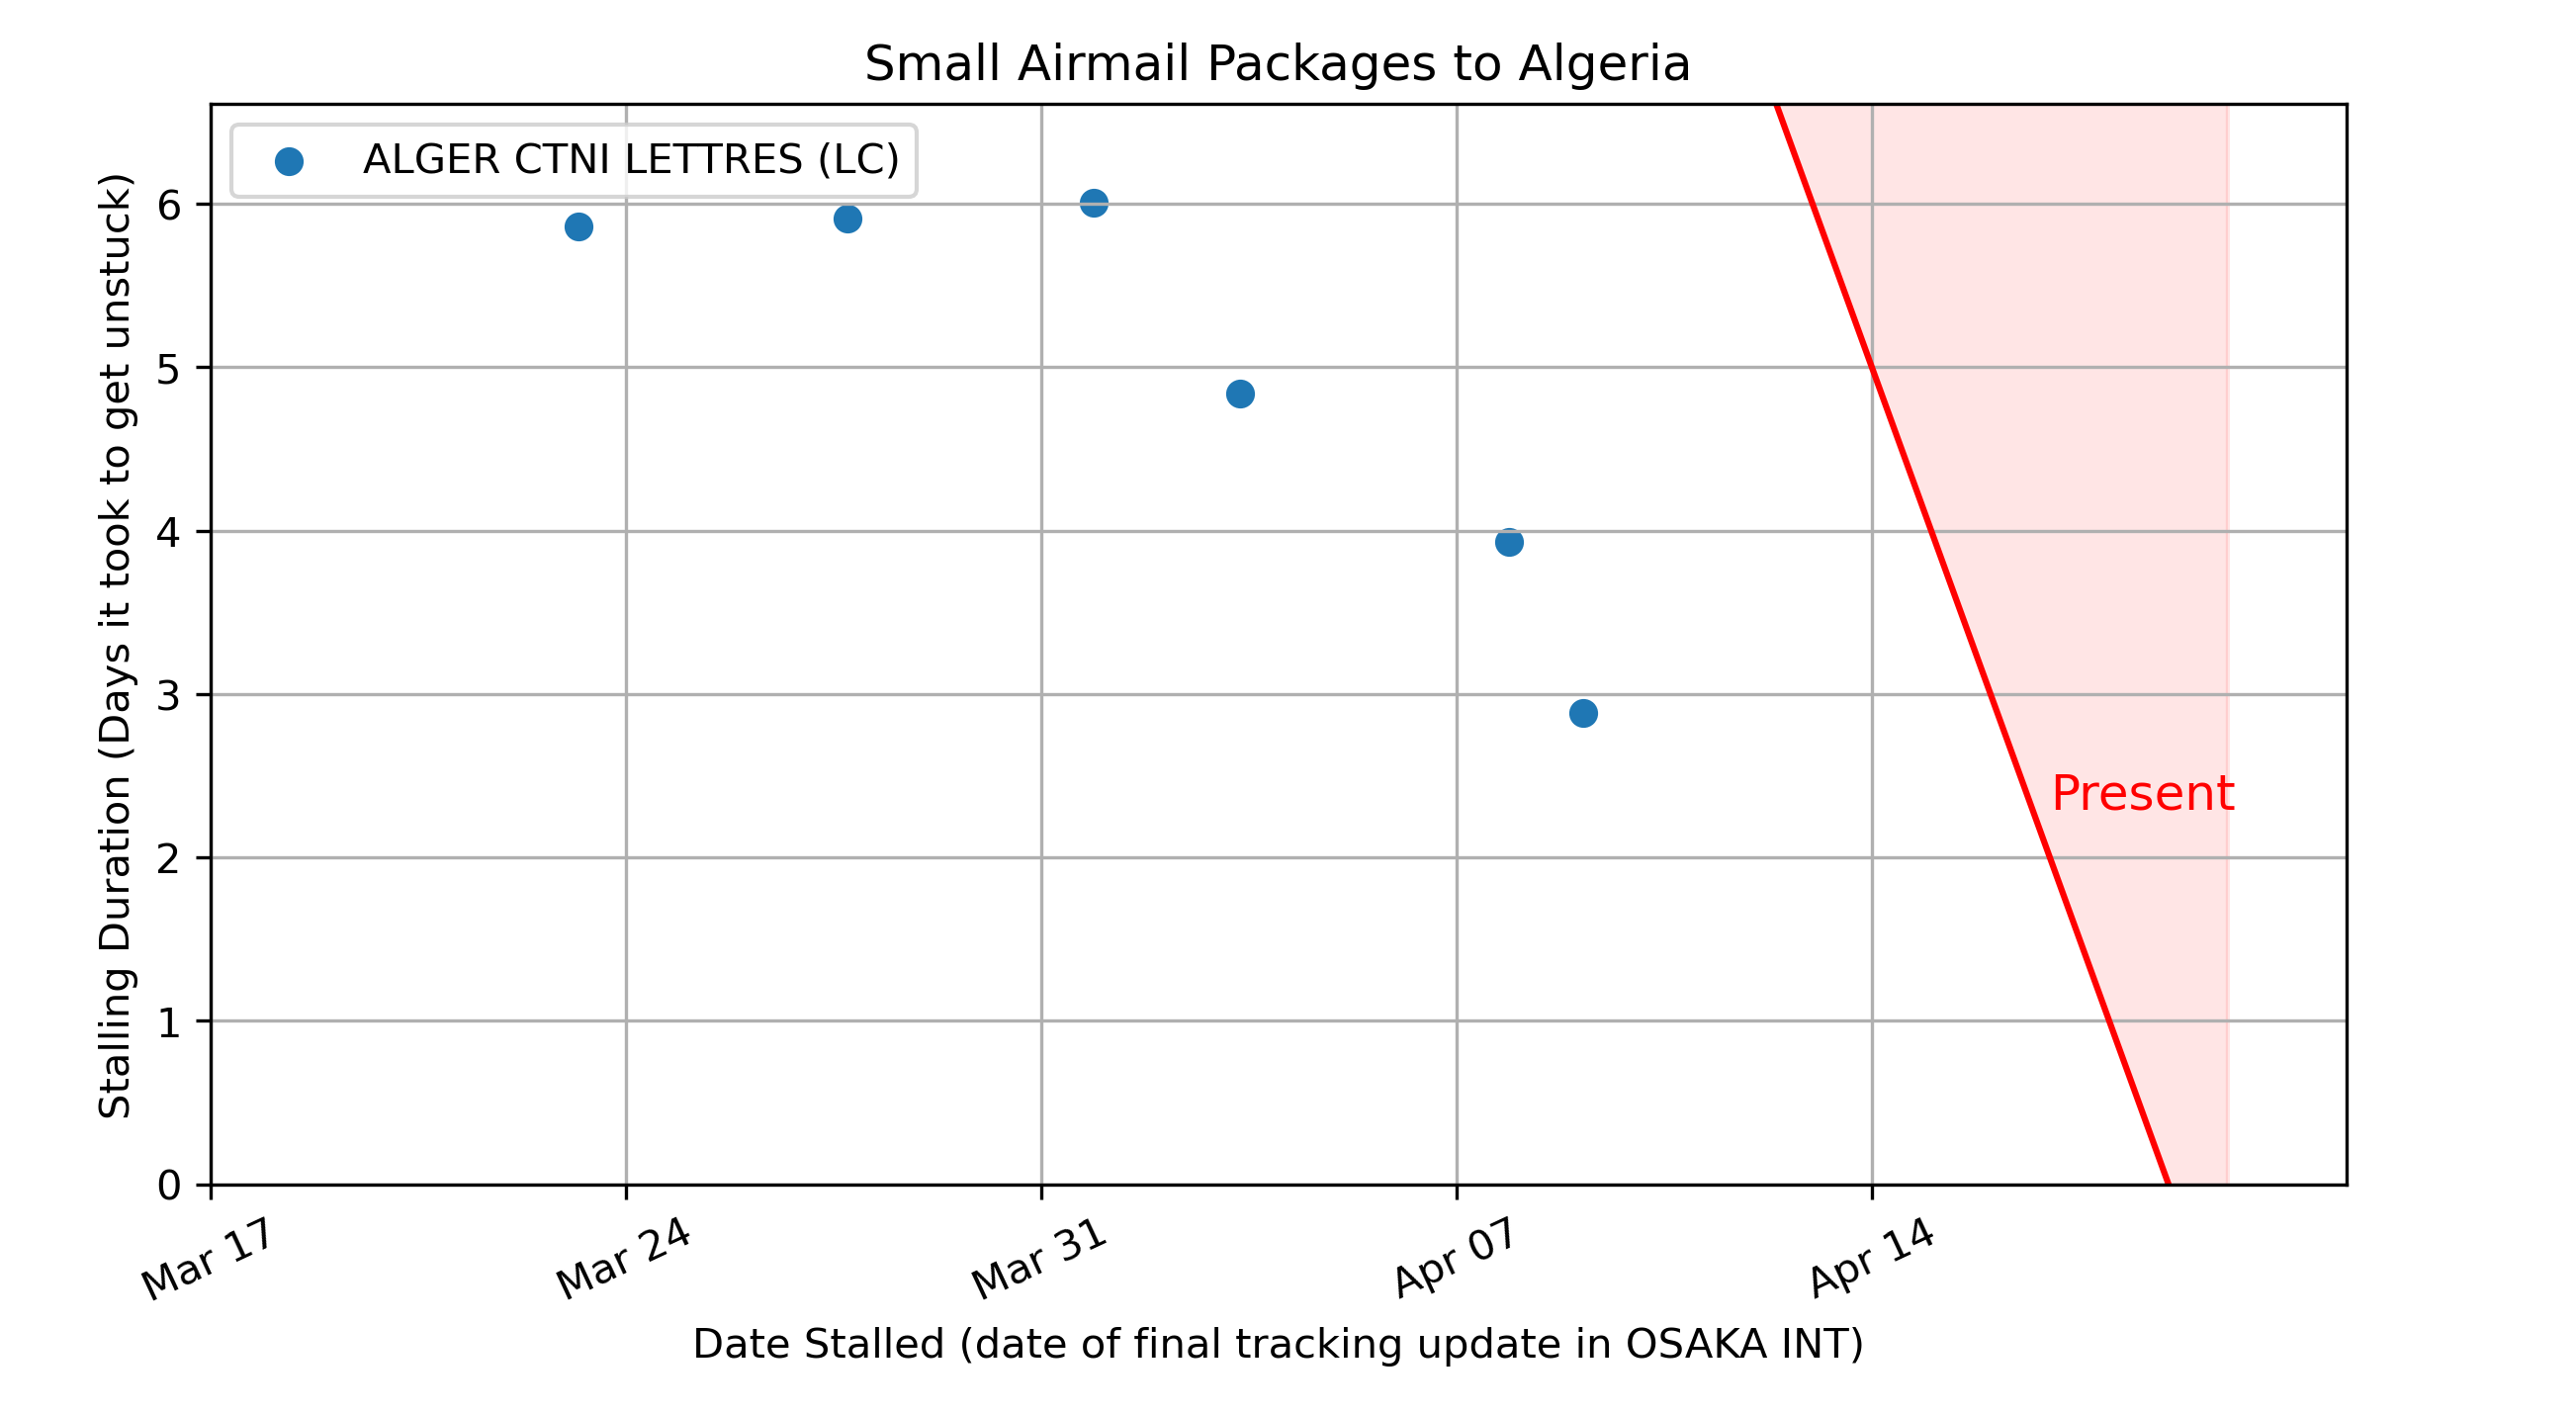 Small Airmail Packages to Algeria
ALGER CTNI LETTRES (LC)
Stalling Duration (Days it took to get unstuck)
6
5
4
3
2
1
0
Present
Mar 17
Mar 24
Mar 31
Apr 07
Apr 14
Date Stalled (date of final tracking update in OSAKA INT)